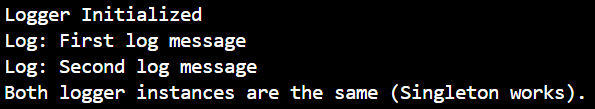 Logger Initialized
Log: First log message
Log: Second log message
Both logger instances are the same (Singleton works).